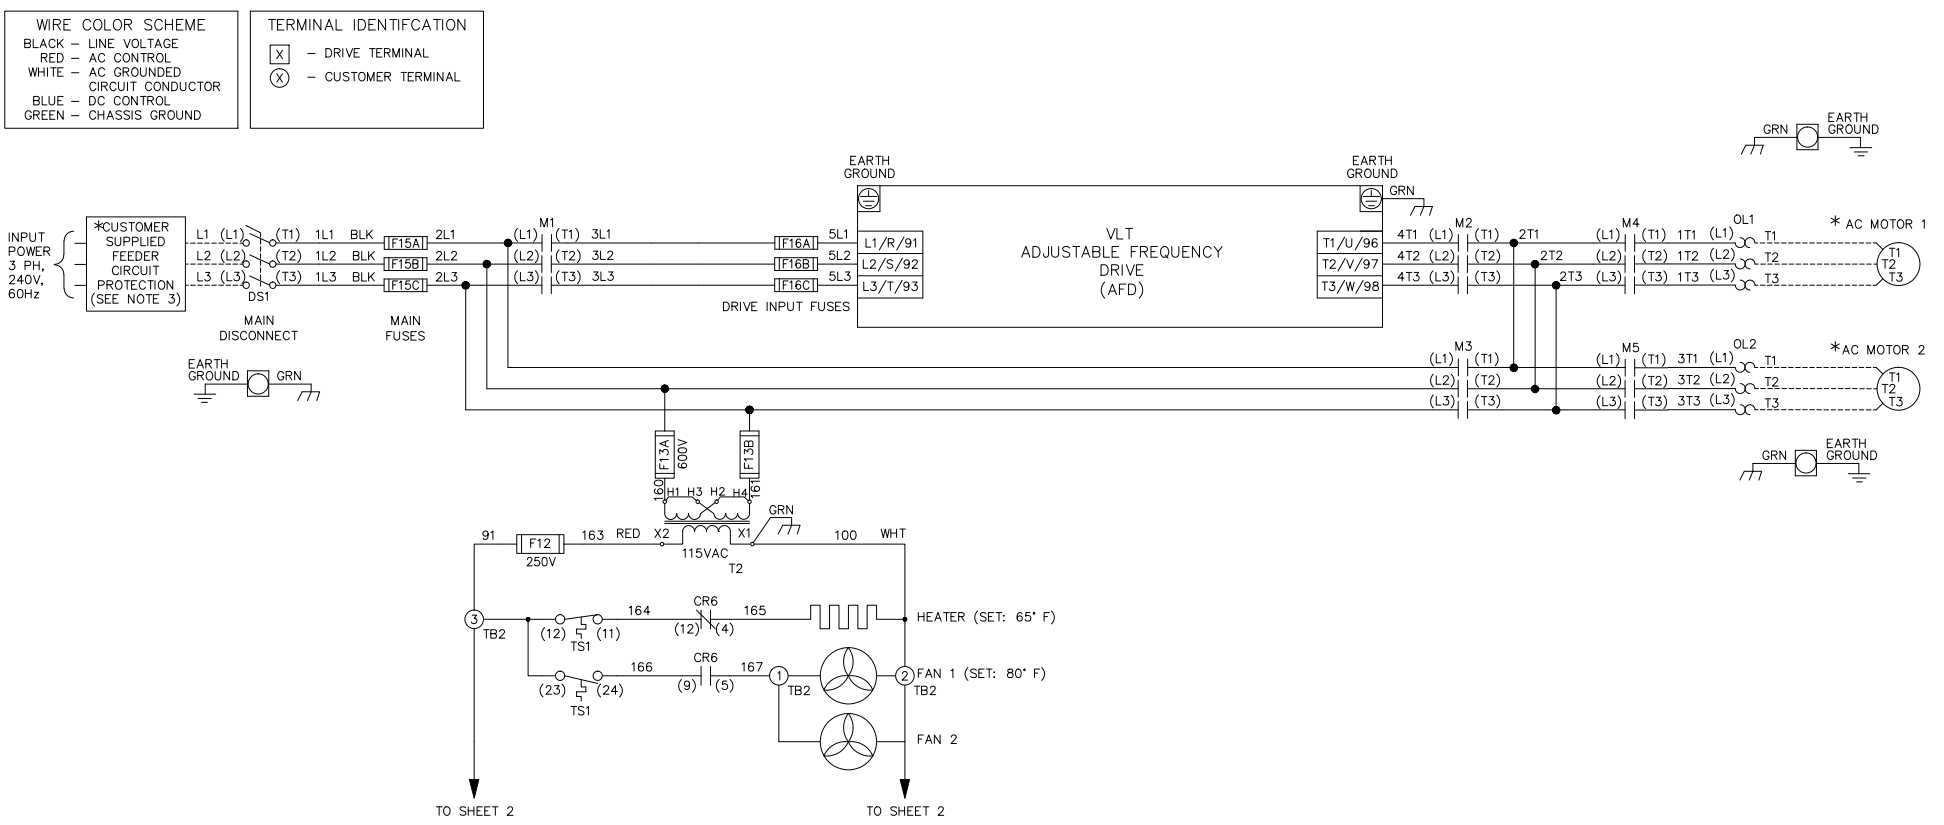 WIRE COLOR SCHEME
BLACK – LINE VOLTAGE
RED – AC CONTROL
WHITE – AC GROUNDED
CIRCUIT CONDUCTOR
BLUE – DC CONTROL
GREEN – CHASSIS GROUND
TERMINAL IDENTIFCATION
X – DRIVE TERMINAL
X – CUSTOMER TERMINAL
GRN
EARTH
GROUND
EARTH
GROUND
EARTH
GROUND
GRN
INPUT
POWER
3 PH,
240V,
60Hz
*CUSTOMER
SUPPLIED
FEEDER
CIRCUIT
PROTECTION
(SEE NOTE 3)
L1 (L1) (T1) 1L1 BLK F15A 2L1 (L1) M1 (T1) 3L1 F16A 5L1 L1/R/91
L2 (L2) (T2) 1L2 BLK F15B 2L2 (L2) (T2) 3L2 F16B 5L2 L2/S/92
L3 (L3) (T3) 1L3 BLK F15C 2L3 (L3) (T3) 3L3 F16C 5L3 L3/T/93
DS1
MAIN
DISCONNECT
MAIN
FUSES
DRIVE INPUT FUSES
VLT
ADJUSTABLE FREQUENCY
DRIVE
(AFD)
T1/U/96 4T1 (L1) M2 (T1) 2T1 (L1) M4 (T1) 1T1 (L1) OL1 T1
T2/V/97 4T2 (L2) (T2) 2T2 (L2) (T2) 1T2 (L2) T2
T3/W/98 4T3 (L3) (T3) 2T3 (L3) (T3) 1T3 (L3) T3
* AC MOTOR 1
T1
T2
T3
EARTH
GROUND
GRN
(L1) M3 (T1) (L1) M5 (T1) 3T1 (L1) OL2 T1
(L2) (T2) (L2) (T2) 3T2 (L2) T2
(L3) (T3) (L3) (T3) 3T3 (L3) T3
*AC MOTOR 2
T1
T2
T3
GRN
EARTH
GROUND
F13A
600V
F13B
160
H1 H3 H2 H4
161
GRN
91 F12 163 RED X2 X1 100 WHT
250V
115VAC
T2
3
TB2
(12) (11)
TS1
164
CR6
(12) (4)
165
HEATER (SET: 65° F)
(23) (24)
TS1
166
CR6
(9) (5)
167
1
TB2
2
TB2
FAN 1 (SET: 80° F)
FAN 2
TO SHEET 2
TO SHEET 2